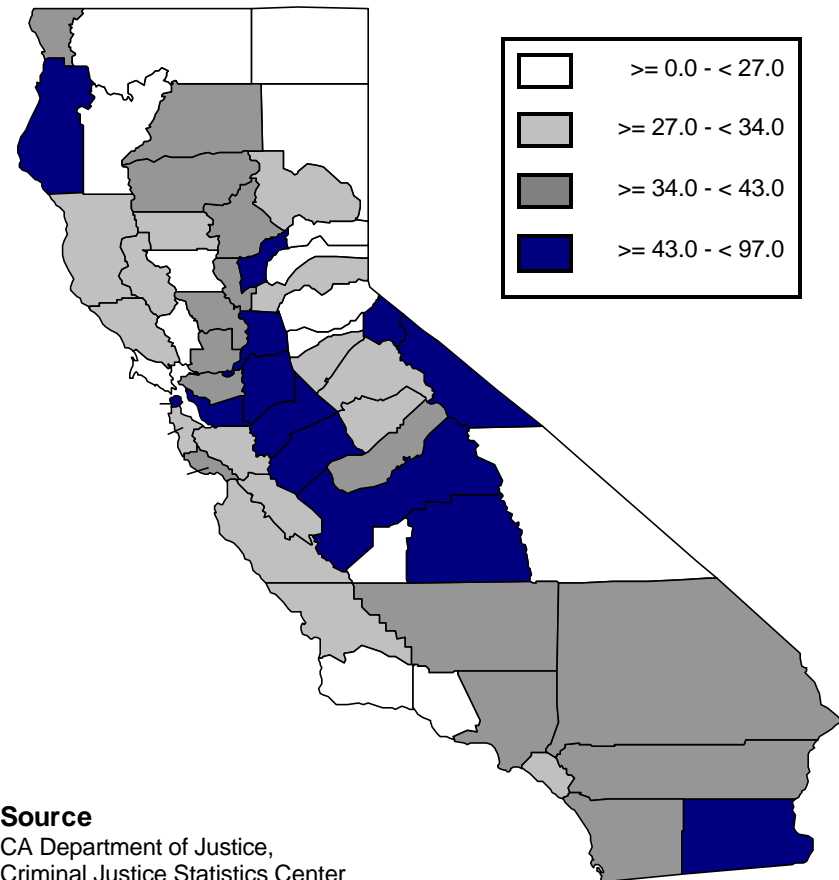 >= 0.0 - < 27.0
>= 27.0 - < 34.0
>= 34.0 - < 43.0
>= 43.0 - < 97.0
Source
CA Department of Justice,
Criminal Justice Statistics Center